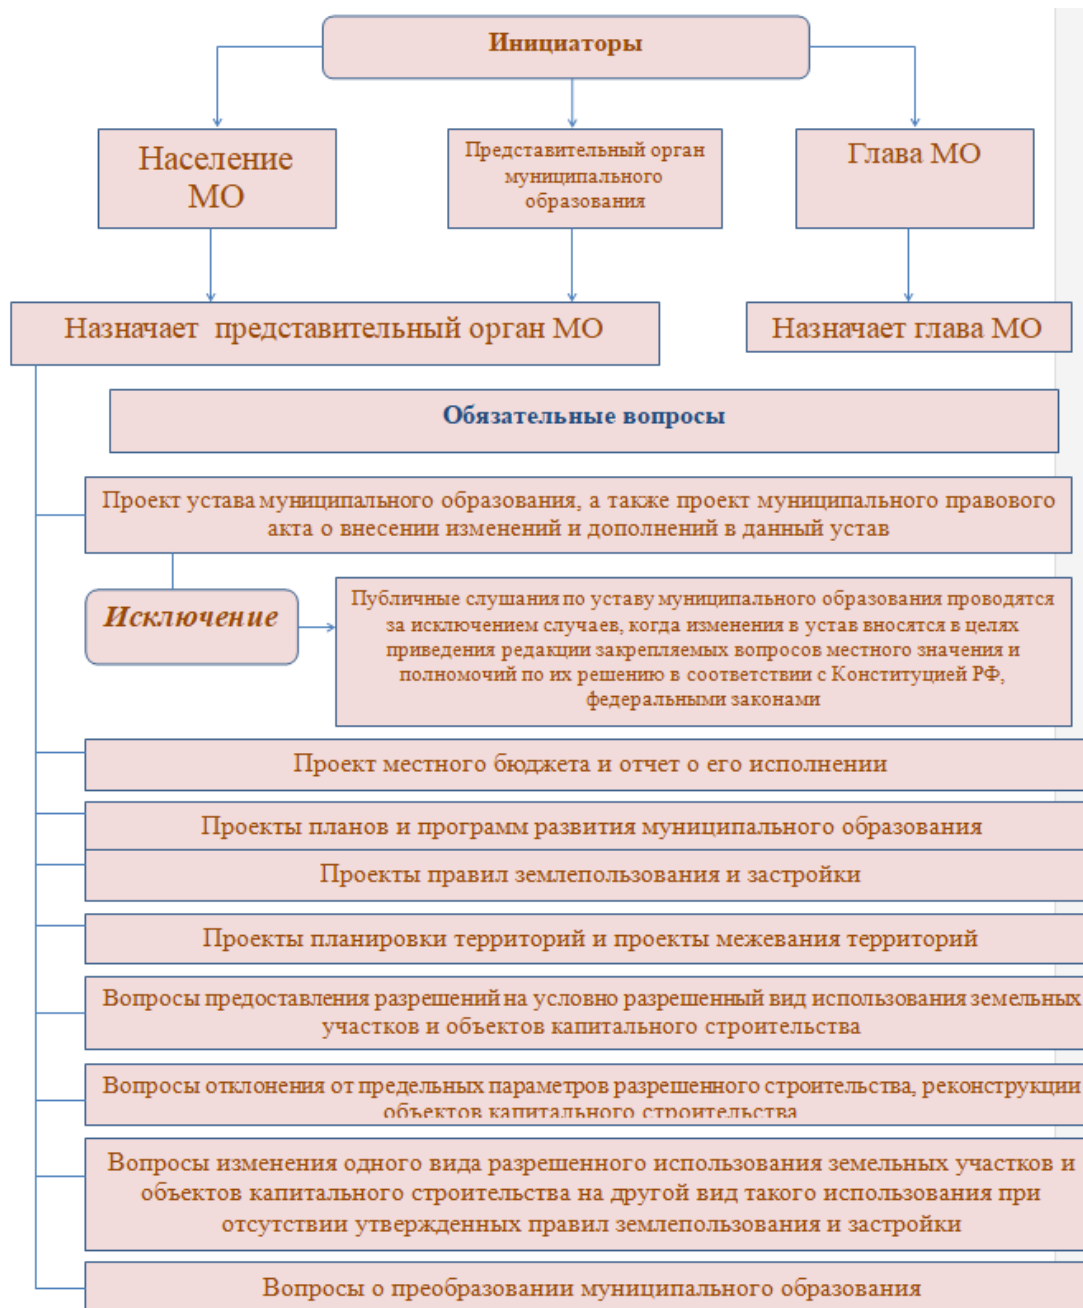 Инициаторы
Население
МО
Представительный орган
муниципального
образования
Глава МО
Назначает представительный орган МО
Назначает глава МО
Обязательные вопросы
Проект устава муниципального образования, а также проект муниципального правового
акта о внесении изменений и дополнений в данный устав
Исключение
Публичные слушания по уставу муниципального образования проводятся
за исключением случаев, когда изменения в устав вносятся в целях
приведения редакции закрепляемых вопросов местного значения и
полномочий по их решению в соответствии с Конституцией РФ,
федеральными законами
Проект местного бюджета и отчет о его исполнении
Проекты планов и программ развития муниципального образования
Проекты правил землепользования и застройки
Проекты планировки территорий и проекты межевания территорий
Вопросы предоставления разрешений на условно разрешенный вид использования земельных
участков и объектов капитального строительства
Вопросы отклонения от предельных параметров разрешенного строительства, реконструкции
объектов капитального строительства
Вопросы изменения одного вида разрешенного использования земельных участков и
объектов капитального строительства на другой вид такого использования при
отсутствии утвержденных правил землепользования и застройки
Вопросы о преобразовании муниципального образования